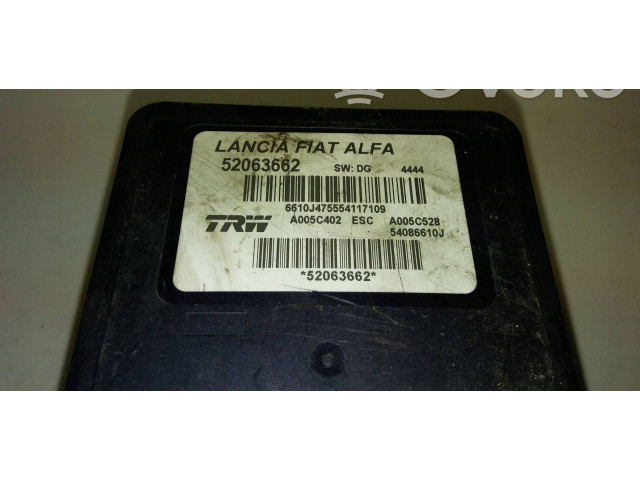 LANCIA FIAT ALFA
52063662 SW: DG 4444
6610J475554117109
TRW A005C402 ESC A005C528
54086610J
*52063662*